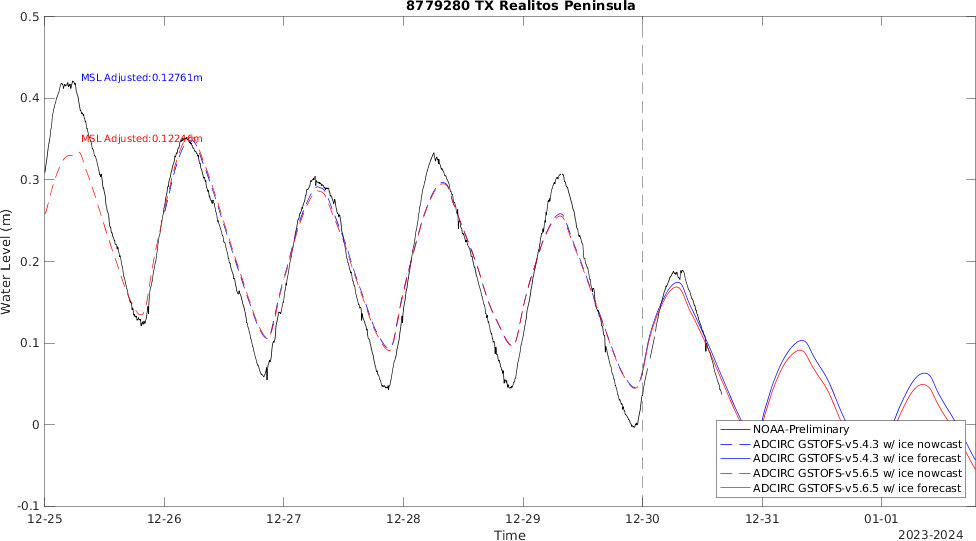 8779280 TX Realitos Peninsula
0.5
0.4
0.3
0.2
0.1
0
-0.1
Water Level (m)
MSL Adjusted:0.12761m
MSL
NOAA-Preliminary
ADCIRC GSTOFS-v5.4.3 w/ ice nowcast
ADCIRC GSTOFS-v5.4.3 w/ ice forecast
ADCIRC GSTOFS-v5.6.5 w/ ice nowcast
ADCIRC GSTOFS-v5.6.5 w/ ice forecast
12-25 12-26 12-27 12-28 12-29 12-30 12-31 01-01
Time
2023-2024